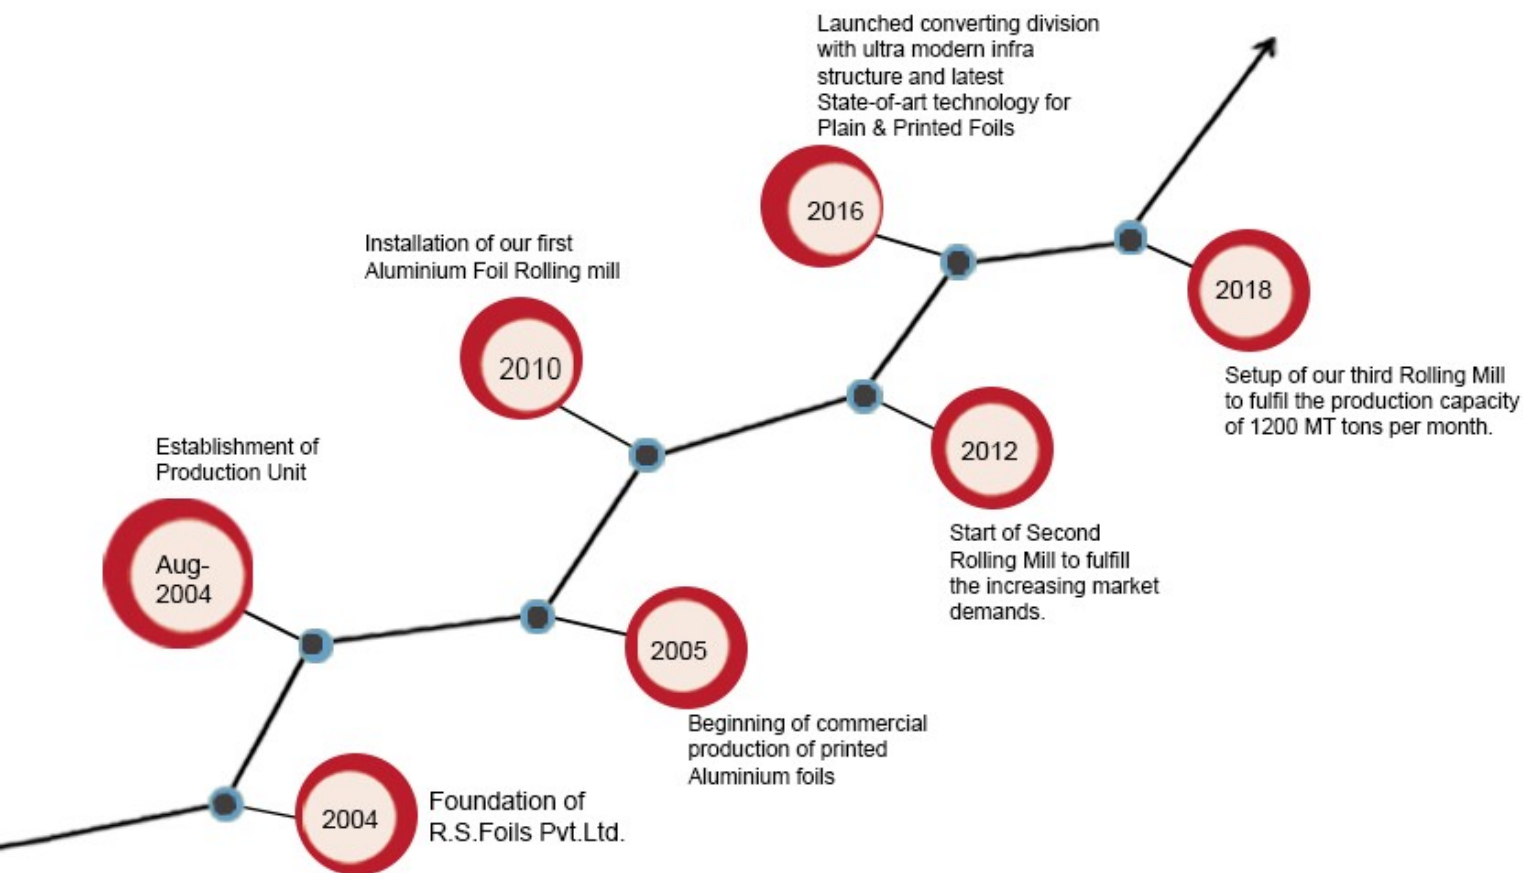 Launched converting division
with ultra modern infra
structure and latest
State-of-art technology for
Plain & Printed Foils
2016
2018
Setup of our third Rolling Mill
to fulfil the production capacity
of 1200 MT tons per month.
Installation of our first
Aluminium Foil Rolling mill
2010
2012
Start of Second
Rolling Mill to fulfill
the increasing market
demands.
Establishment of
Production Unit
Aug-
2004
2005
Beginning of commercial
production of printed
Aluminium foils
2004
Foundation of
R.S.Foils Pvt.Ltd.